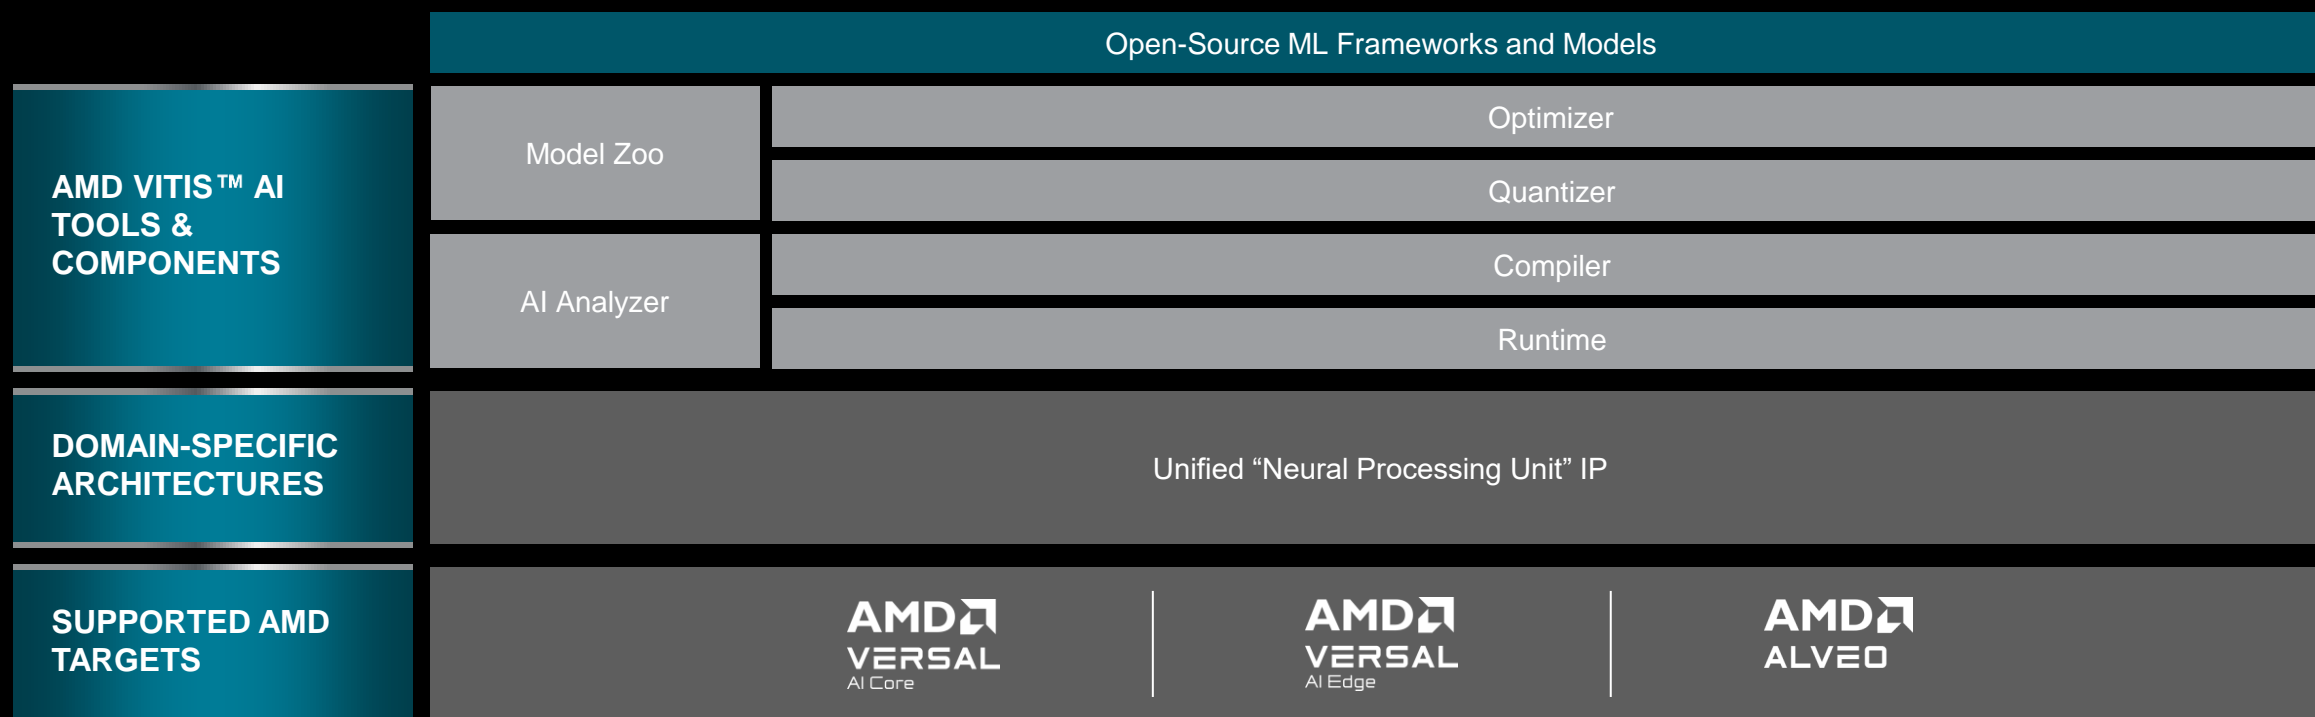 Open-Source ML Frameworks and Models
AMD VITIS™ AI
TOOLS &
COMPONENTS
Model Zoo
AI Analyzer
Optimizer
Quantizer
Compiler
Runtime
DOMAIN-SPECIFIC
ARCHITECTURES
Unified “Neural Processing Unit” IP
SUPPORTED AMD
TARGETS
AMD
VERSAL
AI Core
AMD
VERSAL
AI Edge
AMD
ALVEO